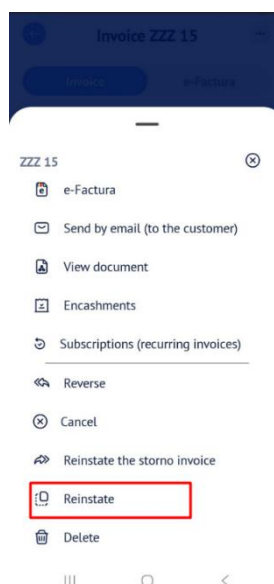 Invoice ZZZ 15
Invoice e-Factura
ZZZ 15
e-Factura
Send by email (to the customer)
View document
Encashments
Subscriptions (recurring invoices)
Reverse
Cancel
Reinstate the storno invoice
Reinstate
Delete